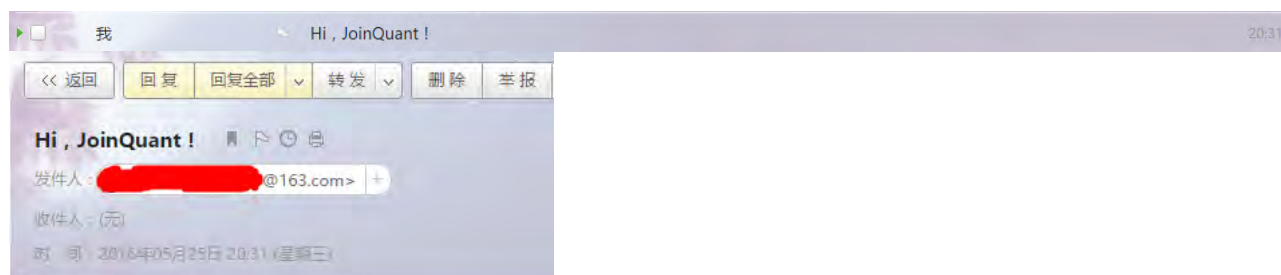 我 Hi , JoinQuant ! 20:31
<< 返回 回 复 回复全部 转 发 删 除 举 报
Hi , JoinQuant !
发件人 : @163.com> +
收件人 : (无)
时 间 : 2016年05月25日 20:31 (星期三)